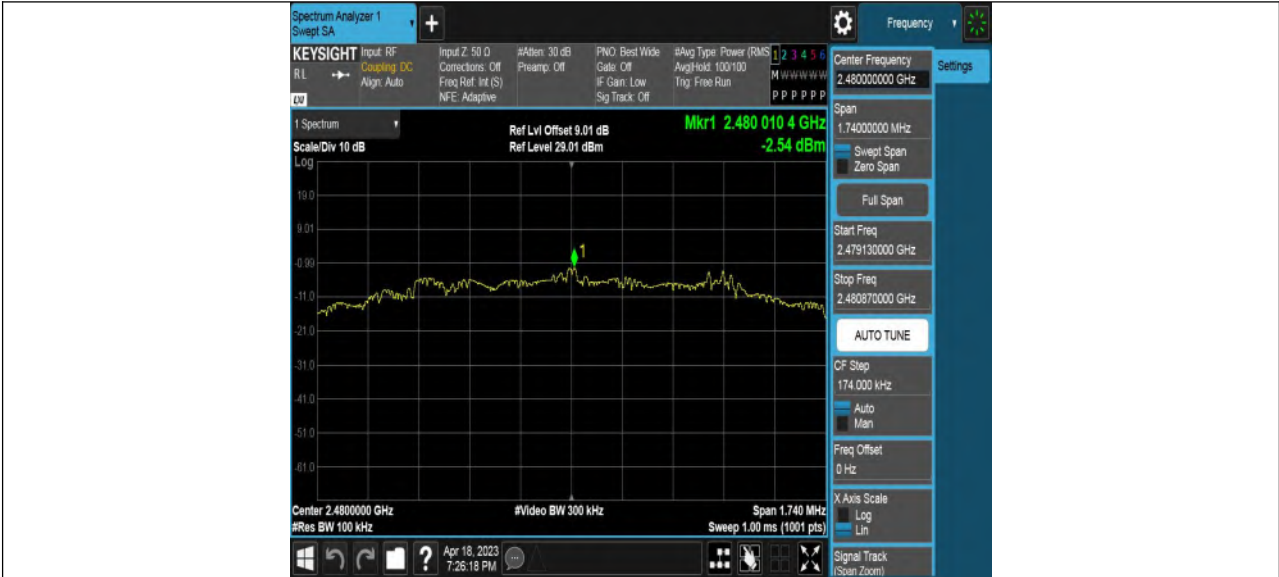 Spectrum Analyzer 1
Swept SA
+
Frequency
KEYSIGHT
Input: RF
RL
Coupling: DC
Align: Auto
LXI
Input Z: 50 Ω
Corrections: Off
Freq Ref: Int (S)
NFE: Adaptive
#Atten: 30 dB
Preamp: Off
PNO: Best Wide
Gate: Off
IF Gain: Low
Sig Track: Off
#Avg Type: Power (RMS
Avg|Hold: 100/100
Trig: Free Run
1 2 3 4 5 6
M W W W W W
P P P P P P
1 Spectrum
Scale/Div 10 dB
Log
Ref Lvl Offset 9.01 dB
Ref Level 29.01 dBm
Mkr1 2.480 010 4 GHz
-2.54 dBm
19.0
9.01
-0.99
-11.0
-21.0
-31.0
-41.0
-51.0
-61.0
1
Center 2.4800000 GHz
#Res BW 100 kHz
#Video BW 300 kHz
Span 1.740 MHz
Sweep 1.00 ms (1001 pts)
?
Apr 18, 2023
7:26:18 PM
Settings
Center Frequency
2.480000000 GHz
Span
1.74000000 MHz
Swept Span
Zero Span
Full Span
Start Freq
2.479130000 GHz
Stop Freq
2.480870000 GHz
AUTO TUNE
CF Step
174.000 kHz
Auto
Man
Freq Offset
0 Hz
X Axis Scale
Log
Lin
Signal Track
(Span Zoom)